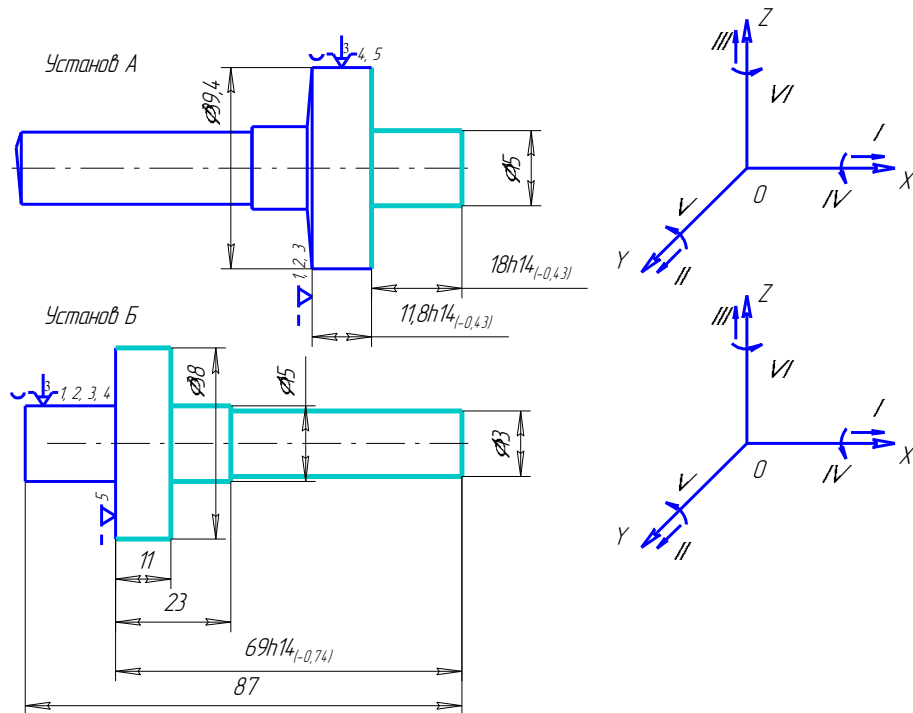 Установ А
3
4, 5
Ø39,4
1, 2, 3
Ø15
18h14(-0,43)
11,8h14(-0,43)
Z
III
VI
I
X
O
IV
V
Y
II
Установ Б
3
1, 2, 3, 4
5
Ø38
Ø15
Ø13
11
23
69h14(-0,74)
87
Z
III
VI
I
X
O
IV
V
Y
II